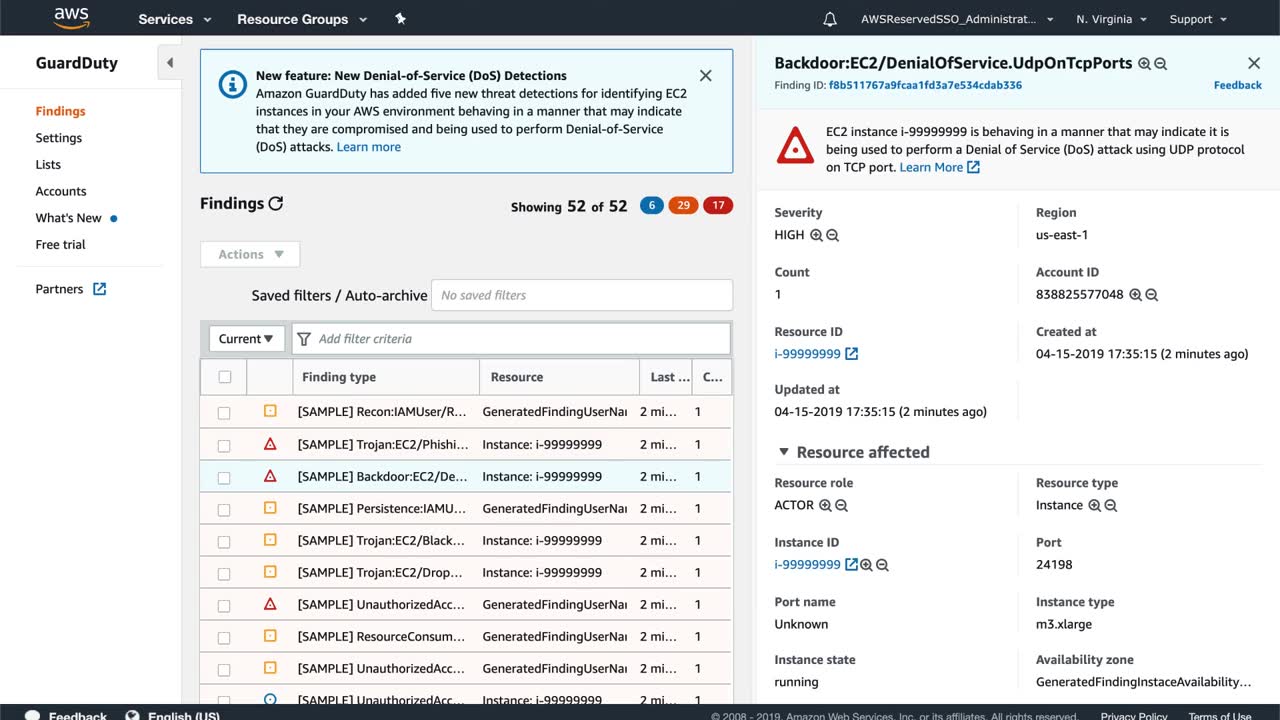 aws
Services
Resource Groups
AWSReservedSSO_Administrat...
N. Virginia
Support
GuardDuty
Findings
Settings
Lists
Accounts
What's New
Free trial
Partners
New feature: New Denial-of-Service (DoS) Detections
Amazon GuardDuty has added five new threat detections for identifying EC2
instances in your AWS environment behaving in a manner that may indicate
that they are compromised and being used to perform Denial-of-Service
(DoS) attacks. Learn more
Findings
Showing 52 of 52 6 29 17
Actions
Saved filters / Auto-archive No saved filters
Current Add filter criteria
Finding type Resource Last ... C...
[SAMPLE] Recon:IAMUser/R... GeneratedFindingUserNa 2 mi... 1
[SAMPLE] Trojan:EC2/Phishi... Instance: i-99999999 2 mi... 1
[SAMPLE] Backdoor:EC2/De... Instance: i-99999999 2 mi... 1
[SAMPLE] Persistence:IAMU... GeneratedFindingUserNa 2 mi... 1
[SAMPLE] Trojan:EC2/Black... Instance: i-99999999 2 mi... 1
[SAMPLE] Trojan:EC2/Drop... Instance: i-99999999 2 mi... 1
[SAMPLE] UnauthorizedAcc... GeneratedFindingUserNa 2 mi... 1
[SAMPLE] ResourceConsum... GeneratedFindingUserNa 2 mi... 1
[SAMPLE] UnauthorizedAcc... GeneratedFindingUserNa 2 mi... 1
[SAMPLE] UnauthorizedAcc... Instance: i-99999999 2 mi... 1
Backdoor:EC2/DenialOfService.UdpOnTcpPorts
Finding ID: f8b511767a9fcaa1fd3a7e534cdab336
Feedback
EC2 instance i-99999999 is behaving in a manner that may indicate it is
being used to perform a Denial of Service (DoS) attack using UDP protocol
on TCP port. Learn More
Severity Region
HIGH us-east-1
Count Account ID
1 838825577048
Resource ID Created at
i-99999999 04-15-2019 17:35:15 (2 minutes ago)
Updated at
04-15-2019 17:35:15 (2 minutes ago)
Resource affected
Resource role Resource type
ACTOR Instance
Instance ID Port
i-99999999 24198
Port name Instance type
Unknown m3.xlarge
Instance state Availability zone
running GeneratedFindingInstaceAvailability...
Feedback English (US) © 2008 - 2019, Amazon Web Services, Inc. or its affiliates. All rights reserved. Privacy Policy Terms of Use